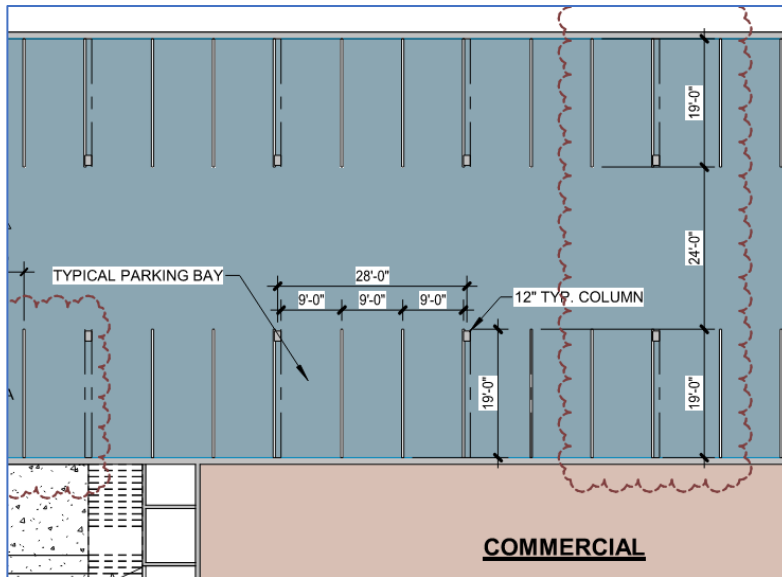 19'-0"
24'-0"
TYPICAL PARKING BAY
28'-0"
9'-0" 9'-0" 9'-0"
12" TYP. COLUMN
19'-0"
19'-0"
COMMERCIAL